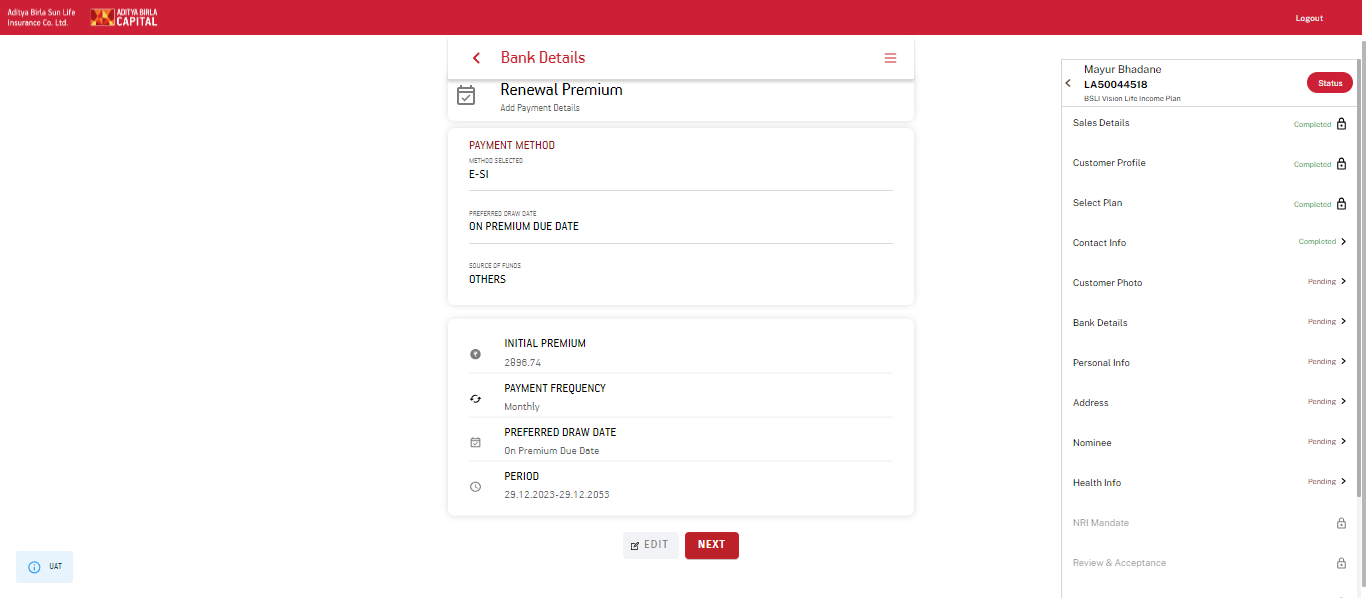 Aditya Birla Sun Life
Insurance Co. Ltd.
ADITYA BIRLA
CAPITAL
Logout
Bank Details
Renewal Premium
Add Payment Details
PAYMENT METHOD
METHOD SELECTED
E-SI
PREFERRED DRAW DATE
ON PREMIUM DUE DATE
SOURCE OF FUNDS
OTHERS
INITIAL PREMIUM
2896.74
PAYMENT FREQUENCY
Monthly
PREFERRED DRAW DATE
On Premium Due Date
PERIOD
29.12.2023-29.12.2053
EDIT
NEXT
UAT
Mayur Bhadane
LA50044518
BSLI Vision Life Income Plan
Status
Sales Details Completed
Customer Profile Completed
Select Plan Completed
Contact Info Completed
Customer Photo Pending
Bank Details Pending
Personal Info Pending
Address Pending
Nominee Pending
Health Info Pending
NRI Mandate
Review & Acceptance